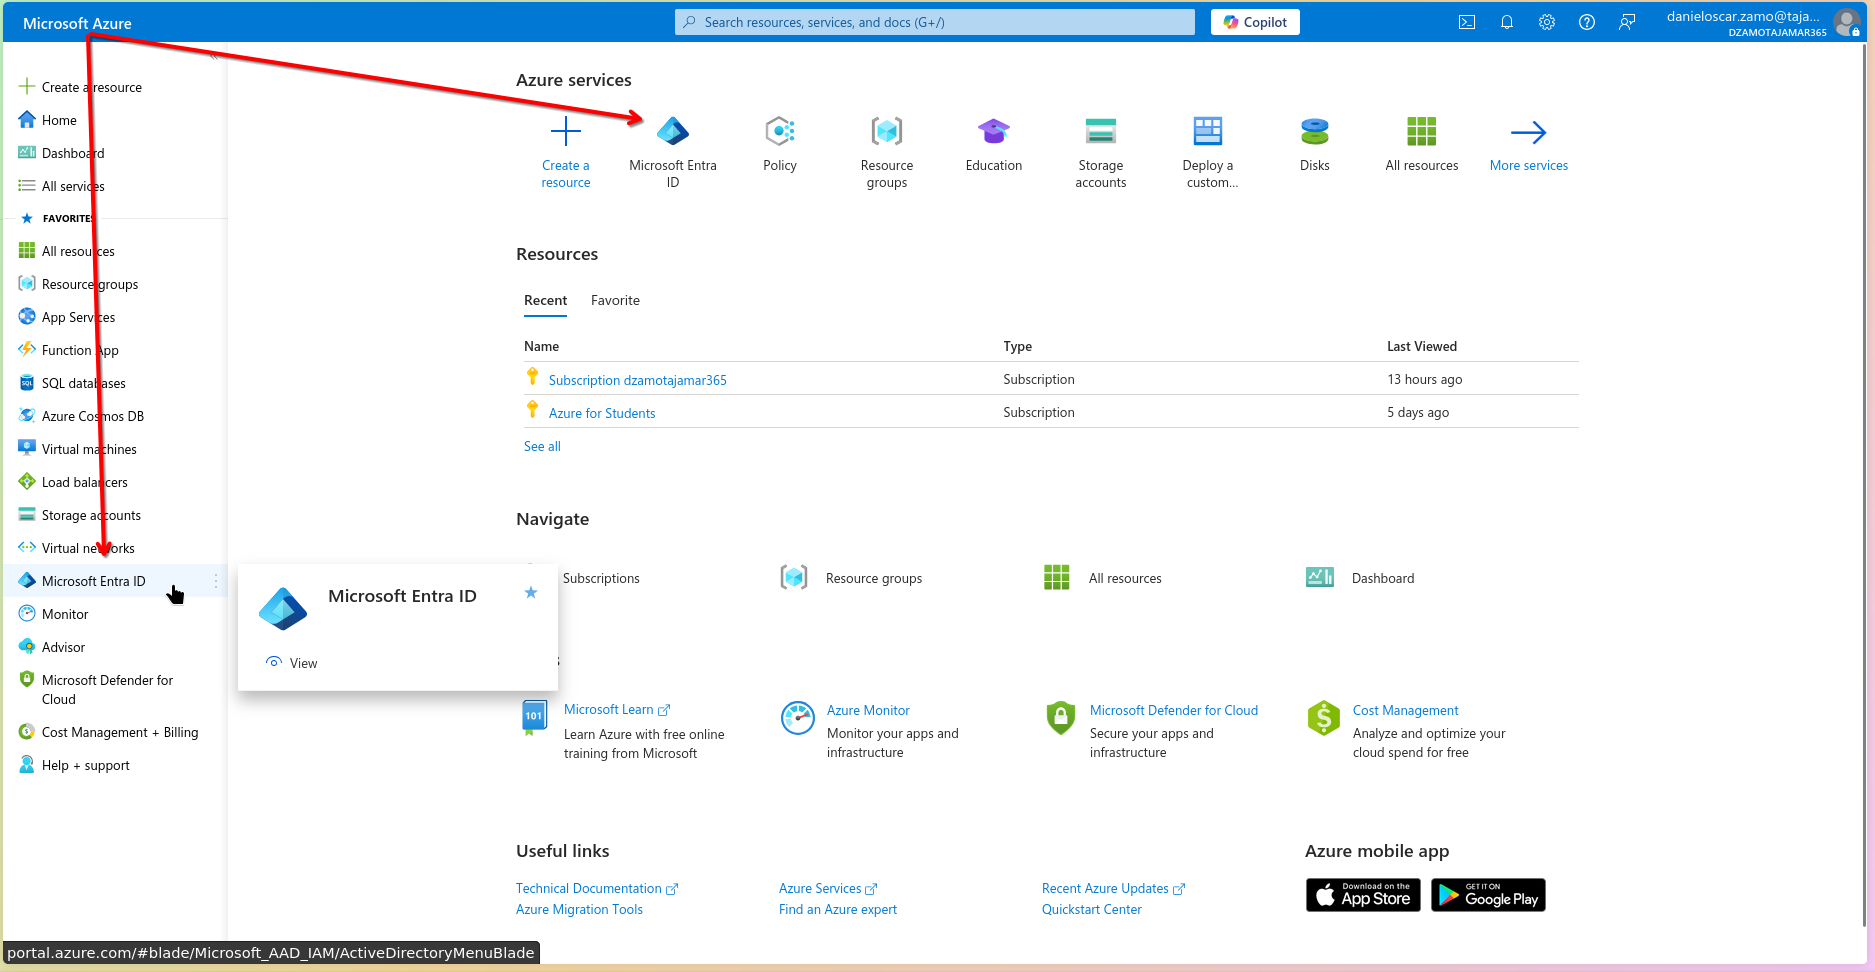 Microsoft Azure
Search resources, services, and docs (G+/)
Copilot
danieloscar.zamo@taja...
DZAMOTAJAMAR365
Create a resource
Home
Dashboard
All services
FAVORITES
All resources
Resource groups
App Services
Function App
SQL databases
Azure Cosmos DB
Virtual machines
Load balancers
Storage accounts
Virtual networks
Microsoft Entra ID
Monitor
Advisor
Microsoft Defender for
Cloud
Cost Management + Billing
Help + support
Azure services
Create a
resource
Microsoft Entra
ID
Policy
Resource
groups
Education
Storage
accounts
Deploy a
custom...
Disks
All resources
More services
Resources
Recent
Favorite
Name
Type
Last Viewed
Subscription dzamotajamar365
Subscription
13 hours ago
Azure for Students
Subscription
5 days ago
See all
Navigate
Subscriptions
Resource groups
All resources
Dashboard
Microsoft Entra ID
View
101
Microsoft Learn
Learn Azure with free online
training from Microsoft
Azure Monitor
Monitor your apps and
infrastructure
Microsoft Defender for Cloud
Secure your apps and
infrastructure
Cost Management
Analyze and optimize your
cloud spend for free
Useful links
Technical Documentation
Azure Services
Recent Azure Updates
Azure Migration Tools
Find an Azure expert
Quickstart Center
Azure mobile app
Download on the
App Store
GET IT ON
Google Play
portal.azure.com/#blade/Microsoft_AAD_IAM/ActiveDirectoryMenuBlade